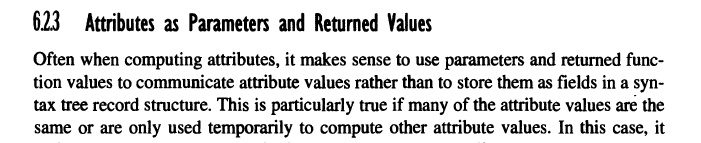 6.2.3 Attributes as Parameters and Returned Values
Often when computing attributes, it makes sense to use parameters and returned func-
tion values to communicate attribute values rather than to store them as fields in a syn-
tax tree record structure. This is particularly true if many of the attribute values are the
same or are only used temporarily to compute other attribute values. In this case, it